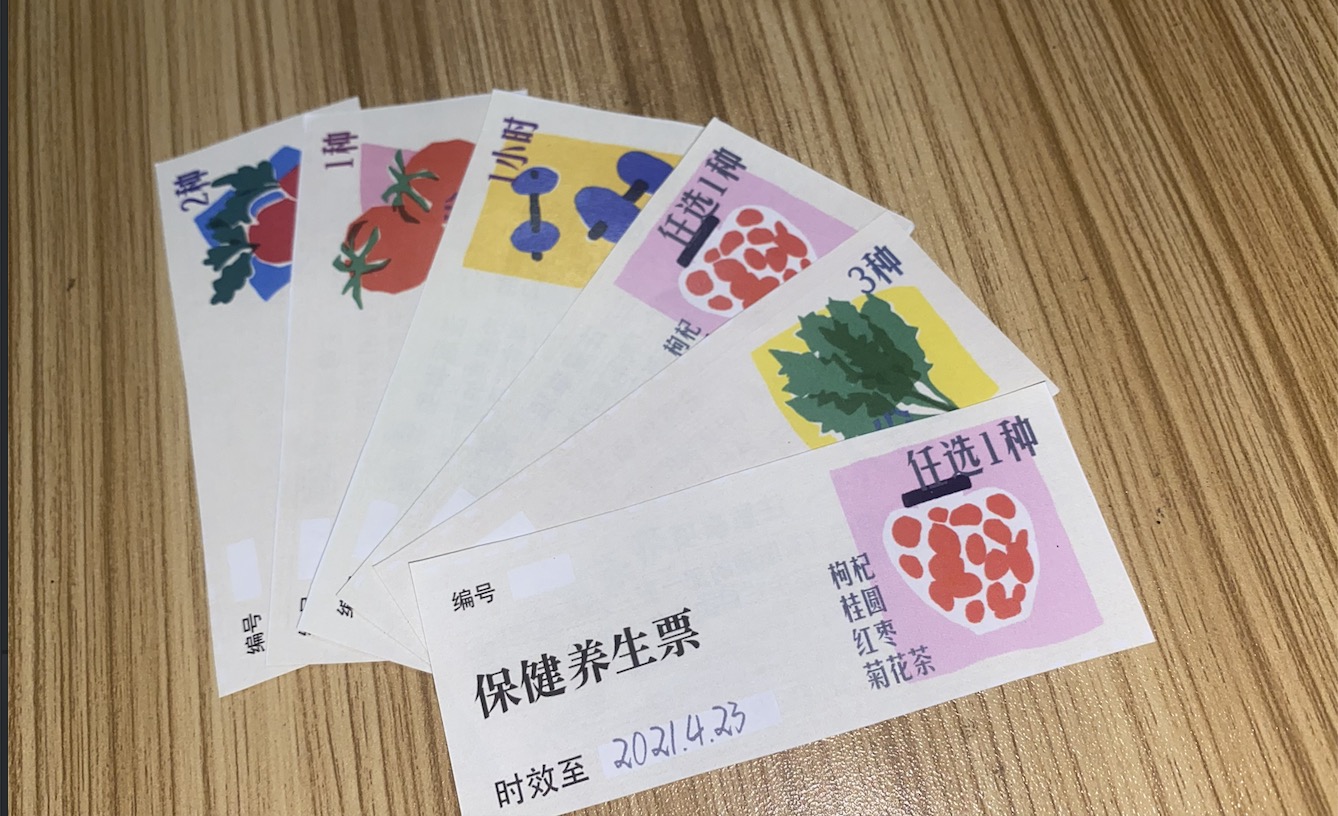 2种
编号
1种
1小时
任选1种
枸杞
3种
任选1种
枸杞
桂圆
红枣
菊花茶
编号
保健养生票
时效至 2021.4.23